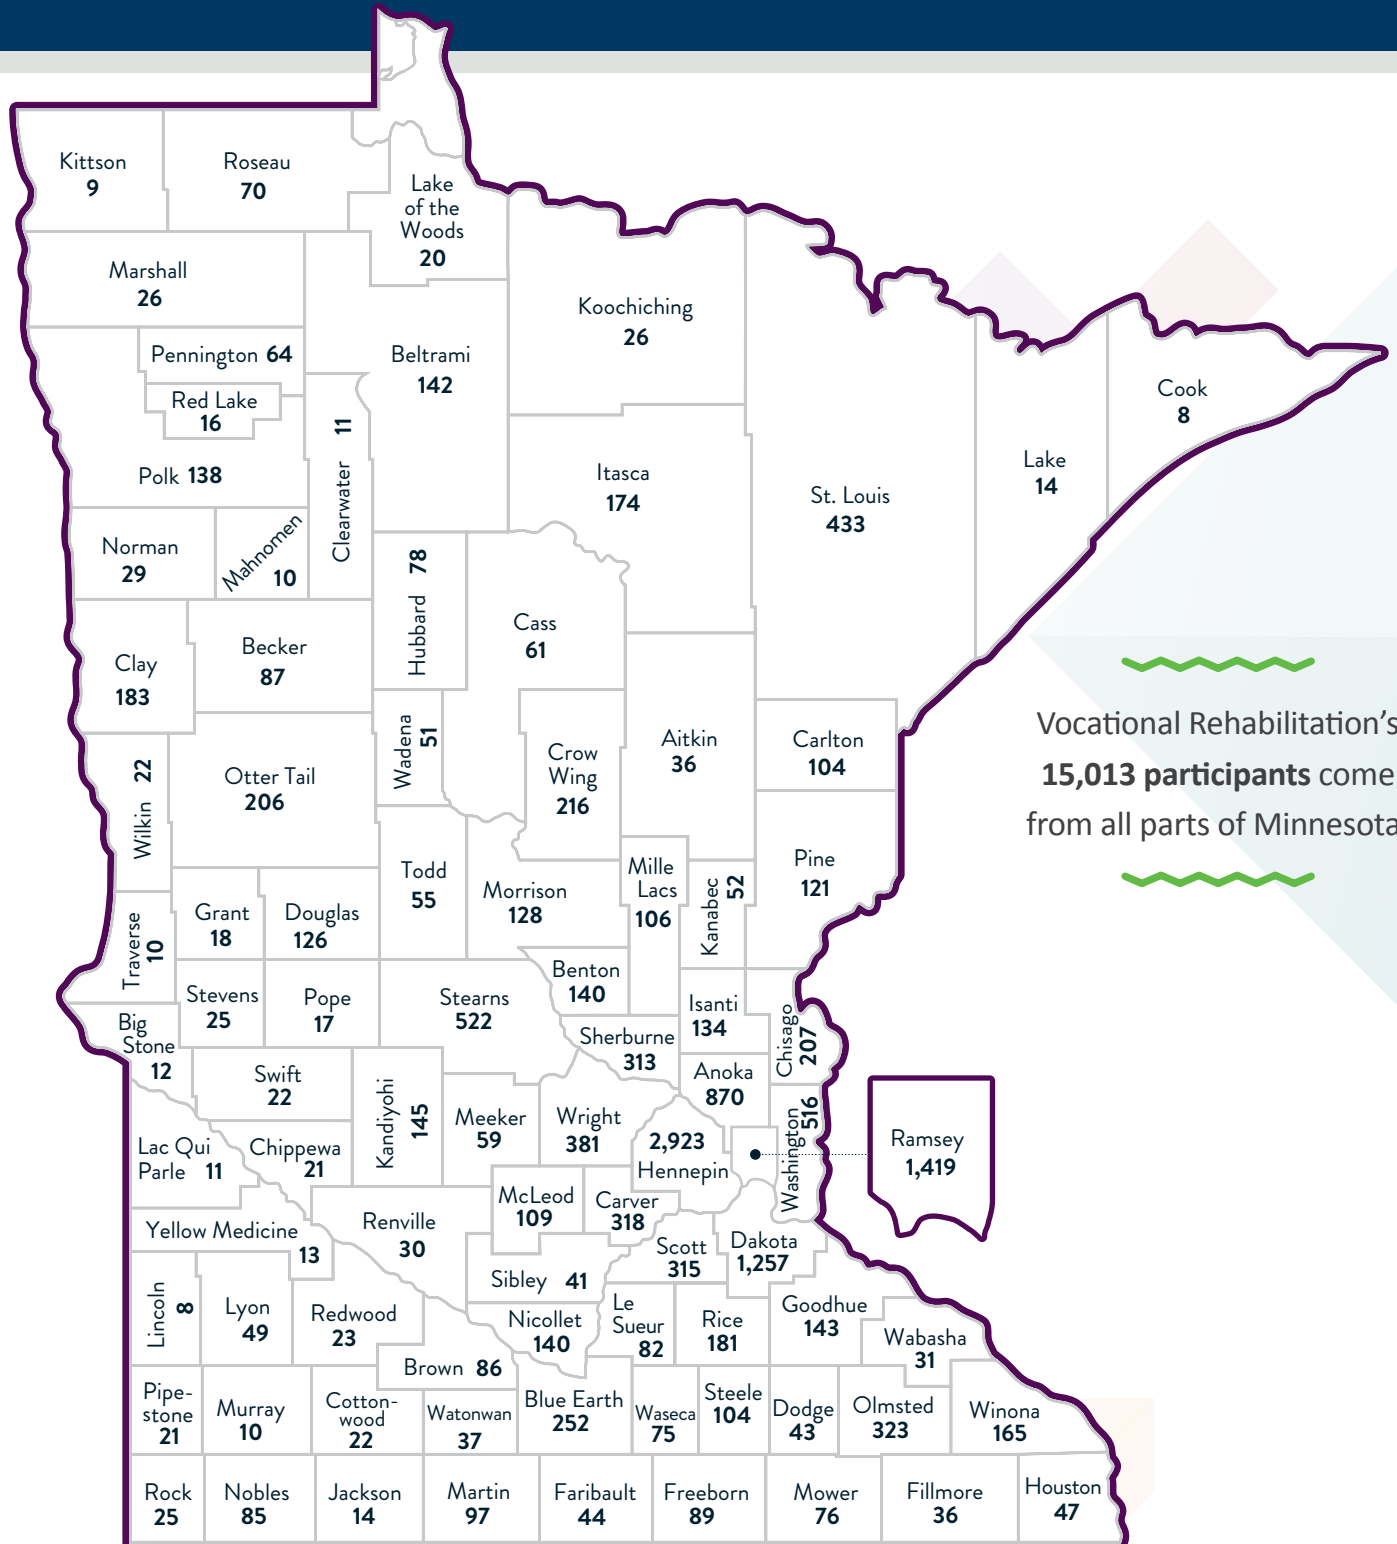 Kittson
9
Roseau
70
Lake
of the
Woods
20
Marshall
26
Koochiching
26
Pennington 64
Beltrami
142
Red Lake
16
Cook
8
Clearwater 11
Polk 138
Itasca
174
Lake
14
St. Louis
433
Norman
29
Mahnomen
10
Hubbard 78
Cass
61
Clay
183
Becker
87
Wadena 51
Crow
Wing
216
Aitkin
36
Carlton
104
Vocational Rehabilitation’s
15,013 participants come
from all parts of Minnesota
Wilkin 22
Otter Tail
206
Todd
55
Morrison
128
Mille
Lacs
106
Kanabec 52
Pine
121
Traverse 10
Grant
18
Douglas
126
Benton
140
Stevens
25
Pope
17
Stearns
522
Isanti
134
Chisago 207
Big
Stone
12
Sherburne
313
Swift
22
Kandiyohi 145
Anoka
870
Meeker
59
Wright
381
2,923
Hennepin
Washington 516
Ramsey
1,419
Lac Qui
Parle 11
Chippewa
21
McLeod
109
Carver
318
Yellow Medicine
13
Renville
30
Scott
315
Dakota
1,257
Sibley 41
Lincoln 8
Lyon
49
Redwood
23
Nicollet
140
Le
Sueur
82
Rice
181
Goodhue
143
Wabasha
31
Brown 86
Pipe-
stone
21
Murray
10
Cotton-
wood
22
Watonwan
37
Blue Earth
252
Waseca
75
Steele
104
Dodge
43
Olmsted
323
Winona
165
Rock
25
Nobles
85
Jackson
14
Martin
97
Faribault
44
Freeborn
89
Mower
76
Fillmore
36
Houston
47